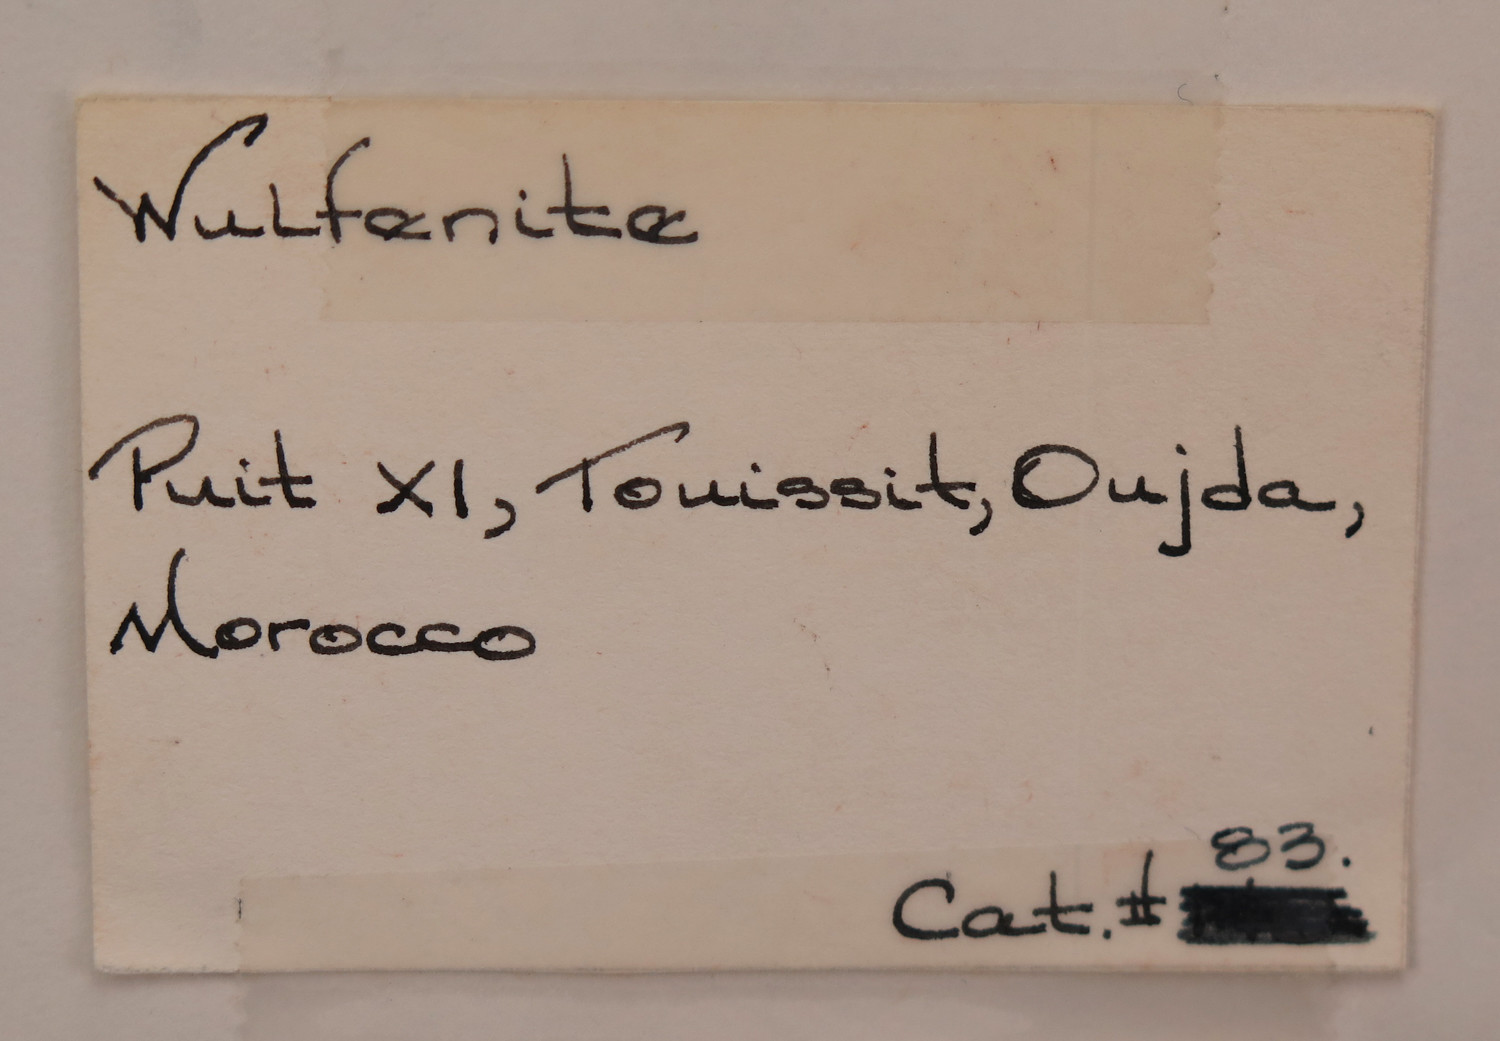 Wulfenite
Puit XI, Touissit, Oujda,
Morocco
83.
Cat. #